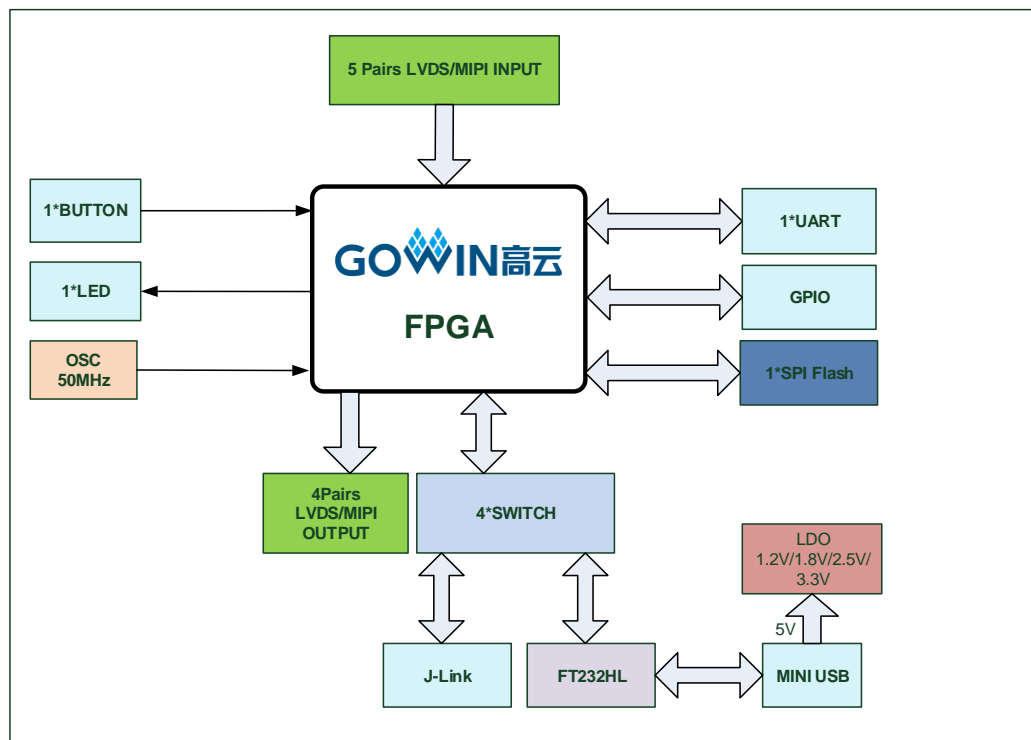 5 Pairs LVDS/MIPI INPUT
1*BUTTON
1*UART
GOWIN高云
1*LED
GPIO
FPGA
OSC
50MHz
1*SPI Flash
4Pairs
LVDS/MIPI
OUTPUT
4*SWITCH
LDO
1.2V/1.8V/2.5V/
3.3V
5V
J-Link
FT232HL
MINI USB